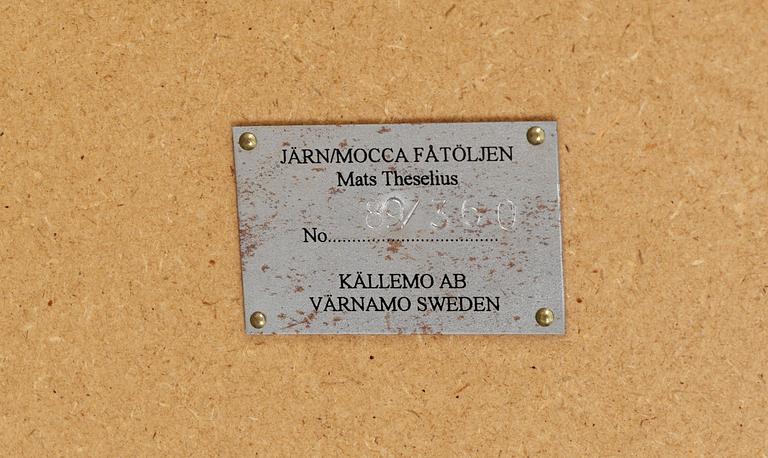 JÄRN/MOCCA FÅTÖLJEN
Mats Theselius
No. 89/360
KÄLLEMO AB
VÄRNAMO SWEDEN